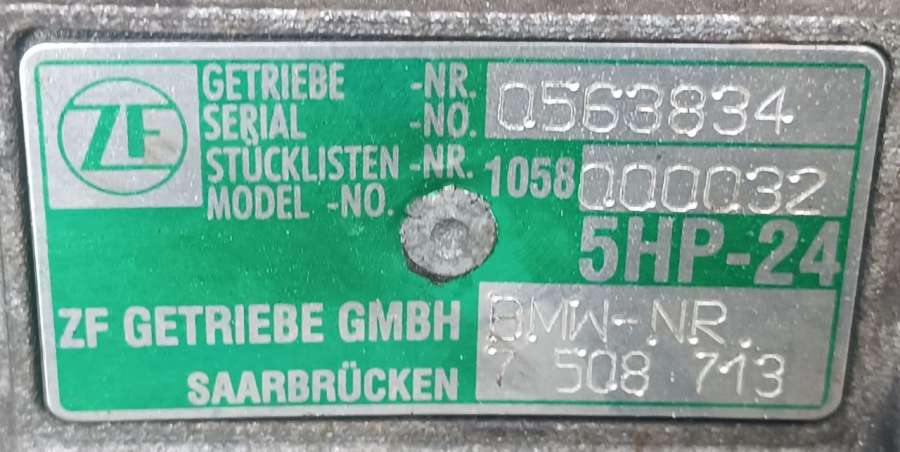 ZF
GETRIEBE -NR. 0563834
SERIAL -NO.
STÜCKLISTEN -NR. 1058 000032
MODEL -NO.
5HP-24
ZF GETRIEBE GMBH BMW-NR.
SAARBRÜCKEN 7 508 713